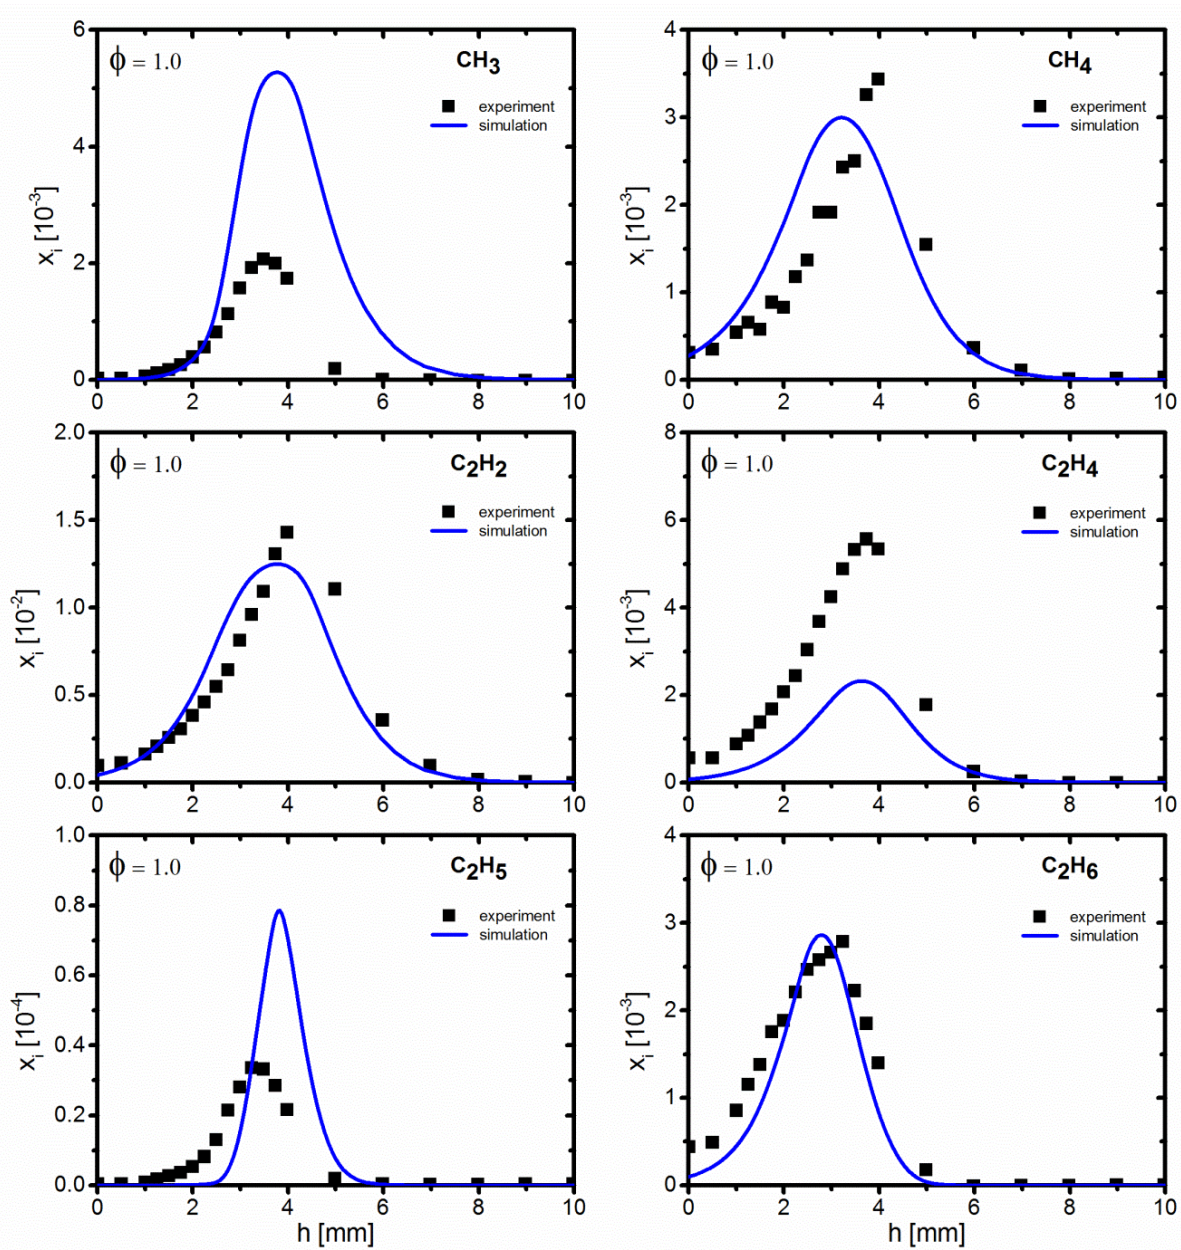 6
4
2
0
x_i [10^-3]
ϕ = 1.0
CH3
experiment
simulation
0 2 4 6 8 10
4
3
2
1
0
x_i [10^-3]
ϕ = 1.0
CH4
experiment
simulation
0 2 4 6 8 10
2.0
1.5
1.0
0.5
0.0
x_i [10^-2]
ϕ = 1.0
C2H2
experiment
simulation
0 2 4 6 8 10
8
6
4
2
0
x_i [10^-3]
ϕ = 1.0
C2H4
experiment
simulation
0 2 4 6 8 10
1.0
0.8
0.6
0.4
0.2
0.0
x_i [10^-4]
ϕ = 1.0
C2H5
experiment
simulation
0 2 4 6 8 10
h [mm]
4
3
2
1
0
x_i [10^-3]
ϕ = 1.0
C2H6
experiment
simulation
0 2 4 6 8 10
h [mm]